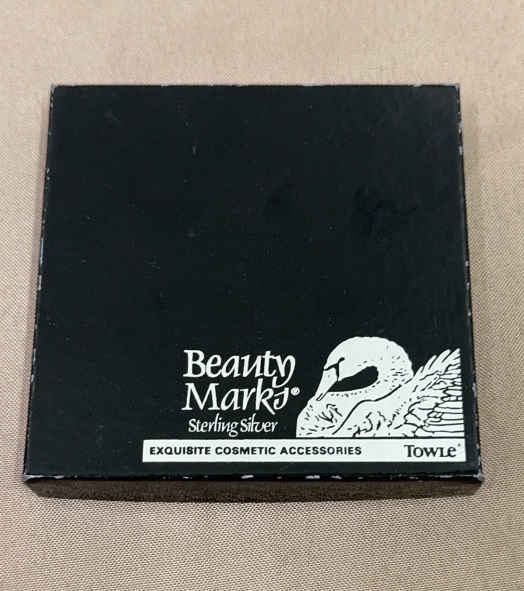 Beauty
Marks®
Sterling Silver
EXQUISITE COSMETIC ACCESSORIES TOWLE